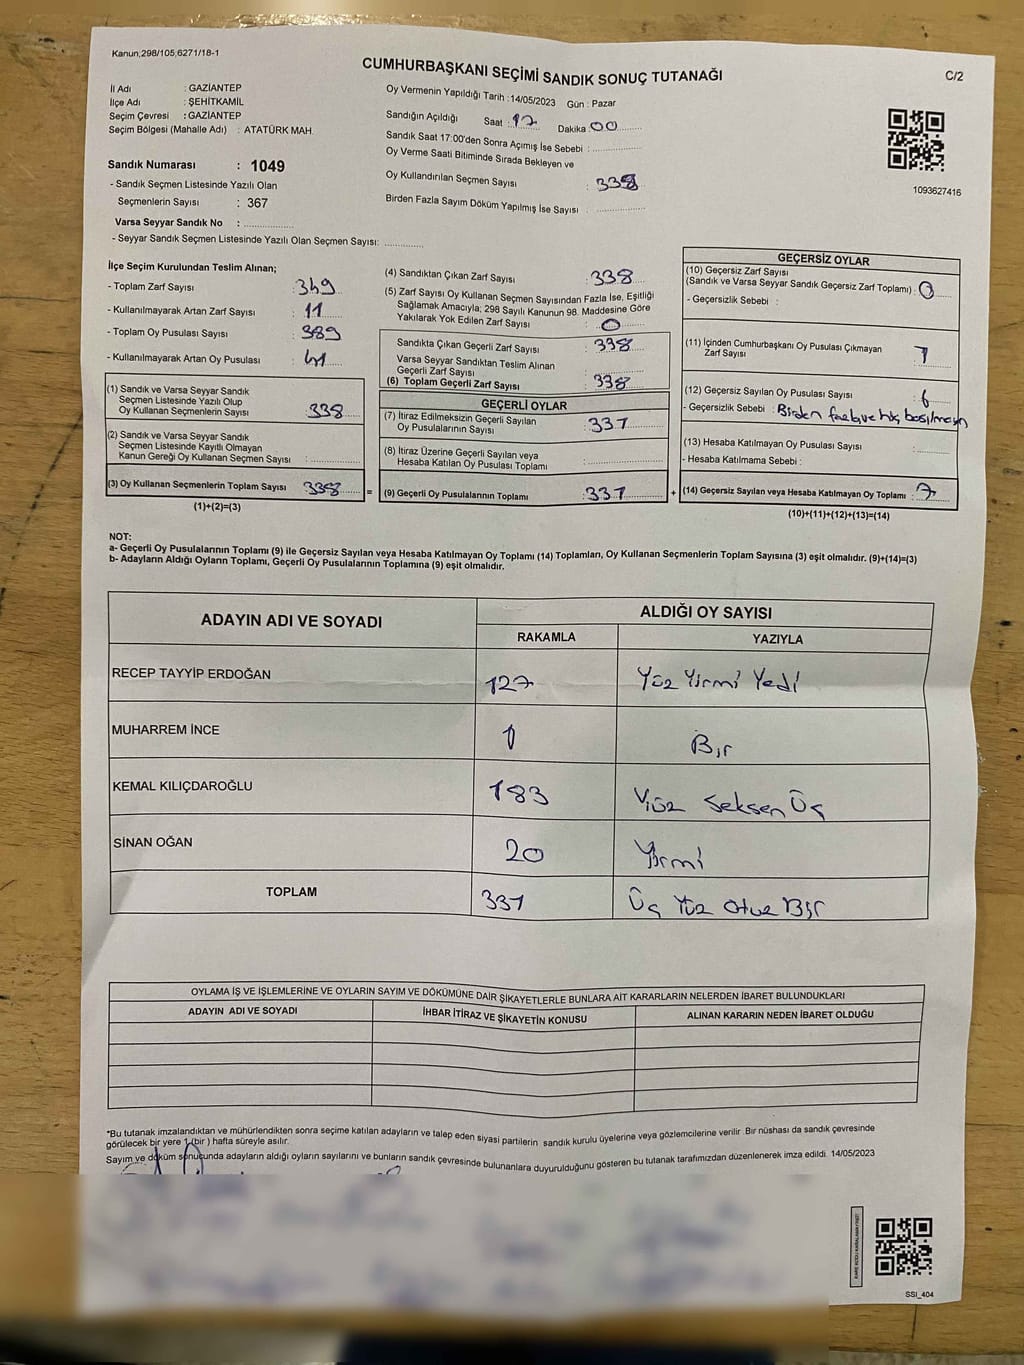 Kanun;298/105,6271/18-1
CUMHURBAŞKANI SEÇİMİ SANDIK SONUÇ TUTANAĞI
C/2
İl Adı : GAZİANTEP
İlçe Adı : ŞEHİTKAMİL
Seçim Çevresi : GAZİANTEP
Seçim Bölgesi (Mahalle Adı) : ATATÜRK MAH.
Sandık Numarası : 1049
- Sandık Seçmen Listesinde Yazılı Olan
Seçmenlerin Sayısı : 367
Varsa Seyyar Sandık No : ................
- Seyyar Sandık Seçmen Listesinde Yazılı Olan Seçmen Sayısı: .............
Oy Vermenin Yapıldığı Tarih :14/05/2023 Gün : Pazar
Sandığın Açıldığı Saat :17 Dakika :00
Sandık Saat 17:00'den Sonra Açımış İse Sebebi : ................
Oy Verme Saati Bitiminde Sırada Bekleyen ve
Oy Kullandırılan Seçmen Sayısı : 338
Birden Fazla Sayım Döküm Yapılmış İse Sayısı : ................
1093627416
İlçe Seçim Kurulundan Teslim Alınan;
- Toplam Zarf Sayısı : 349
- Kullanılmayarak Artan Zarf Sayısı : 11
- Toplam Oy Pusulası Sayısı : 389
- Kullanılmayarak Artan Oy Pusulası :
(1) Sandık ve Varsa Seyyar Sandık
Seçmen Listesinde Yazılı Olup
Oy Kullanan Seçmenlerin Sayısı : 338
(2) Sandık ve Varsa Seyyar Sandık
Seçmen Listesinde Kayıtlı Olmayan
Kanun Gereği Oy Kullanan Seçmen Sayısı : ................
(3) Oy Kullanan Seçmenlerin Toplam Sayısı : 338
(1)+(2)=(3)
=
(4) Sandıktan Çıkan Zarf Sayısı : 338
(5) Zarf Sayısı Oy Kullanan Seçmen Sayısından Fazla İse, Eşitliği
Sağlamak Amacıyla; 298 Sayılı Kanunun 98. Maddesine Göre
Yakılarak Yok Edilen Zarf Sayısı : 0
Sandıkta Çıkan Geçerli Zarf Sayısı : 338
Varsa Seyyar Sandıktan Teslim Alınan
Geçerli Zarf Sayısı :
(6) Toplam Geçerli Zarf Sayısı : 338
GEÇERLİ OYLAR
(7) İtiraz Edilmeksizin Geçerli Sayılan
Oy Pusulalarının Sayısı : 331
(8) İtiraz Üzerine Geçerli Sayılan veya
Hesaba Katılan Oy Pusulası Toplamı : ................
(9) Geçerli Oy Pusulalarının Toplamı : 331
+
GEÇERSİZ OYLAR
(10) Geçersiz Zarf Sayısı
(Sandık ve Varsa Seyyar Sandık Geçersiz Zarf Toplamı) : 0
- Geçersizlik Sebebi :
(11) İçinden Cumhurbaşkanı Oy Pusulası Çıkmayan
Zarf Sayısı : 1
(12) Geçersiz Sayılan Oy Pusulası Sayısı : 6
- Geçersizlik Sebebi : Birden fazla ve hiç basılmayan
(13) Hesaba Katılmayan Oy Pusulası Sayısı : ............
- Hesaba Katılmama Sebebi :
(14) Geçersiz Sayılan veya Hesaba Katılmayan Oy Toplamı : 7
(10)+(11)+(12)+(13)=(14)
NOT:
a- Geçerli Oy Pusulalarının Toplamı (9) ile Geçersiz Sayılan veya Hesaba Katılmayan Oy Toplamı (14) Toplamları, Oy Kullanan Seçmenlerin Toplam Sayısına (3) eşit olmalıdır. (9)+(14)=(3)
b- Adayların Aldığı Oyların Toplamı, Geçerli Oy Pusulalarının Toplamına (9) eşit olmalıdır.
ADAYIN ADI VE SOYADI ALDIĞI OY SAYISI
RAKAMLA YAZIYLA
RECEP TAYYİP ERDOĞAN 127 Yüz Yirmi Yedi
MUHARREM İNCE 1 Bir
KEMAL KILIÇDAROĞLU 183 Yüz Seksen Üç
SİNAN OĞAN 20 Yirmi
TOPLAM 331 Üç Yüz Otuz Bir
OYLAMA İŞ VE İŞLEMLERİNE VE OYLARIN SAYIM VE DÖKÜMÜNE DAİR ŞİKAYETLERLE BUNLARA AİT KARARLARIN NELERDEN İBARET BULUNDUKLARI
ADAYIN ADI VE SOYADI İHBAR İTİRAZ VE ŞİKAYETİN KONUSU ALINAN KARARIN NEDEN İBARET OLDUĞU
*Bu tutanak imzalandıktan ve mühürlendikten sonra seçime katılan adayların ve talep eden siyasi partilerin sandık kurulu üyelerine veya gözlemcilerine verilir. Bir nüshası da sandık çevresinde
görülecek bir yere 1 (bir ) hafta süreyle asılır.
Sayım ve döküm sonucunda adayların aldığı oyların sayılarını ve bunların sandık çevresinde bulunanlara duyurulduğunu gösteren bu tutanak tarafımızdan düzenlenerek imza edildi. 14/05/2023
SSI_404